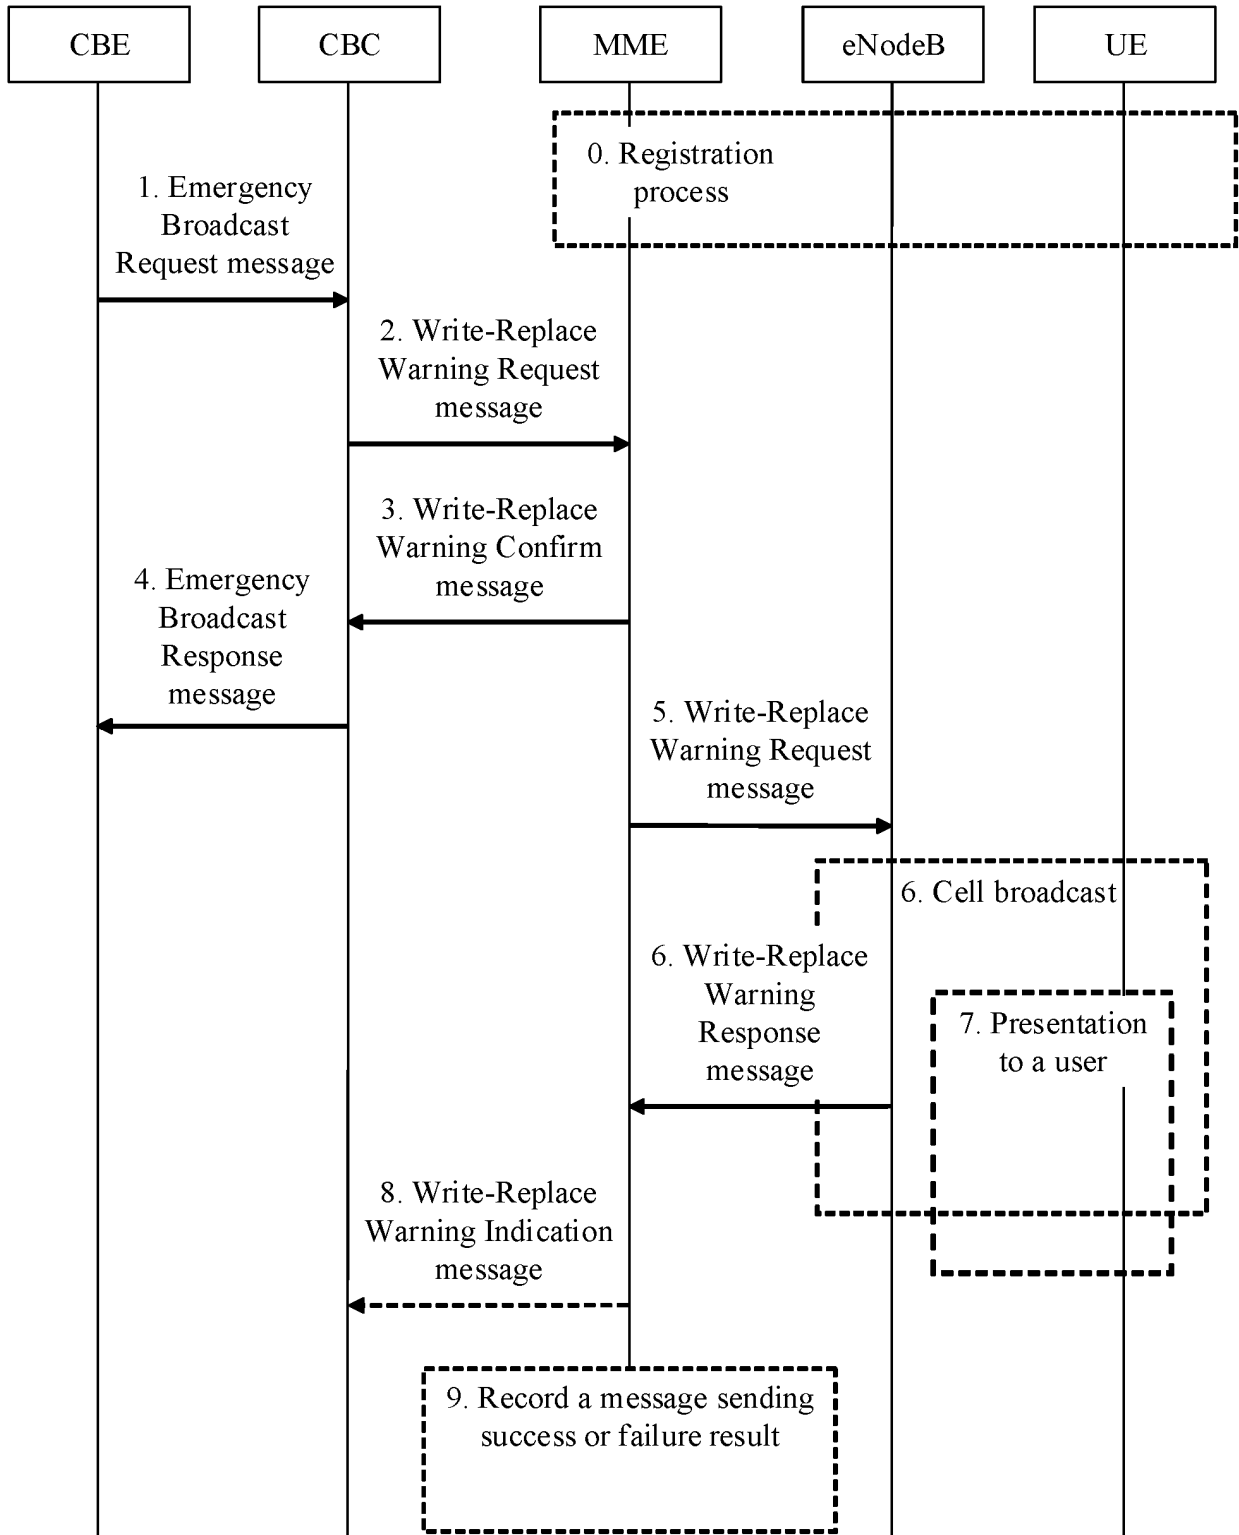 CBE
CBC
MME
eNodeB
UE
0. Registration
process
1. Emergency
Broadcast
Request message
2. Write-Replace
Warning Request
message
3. Write-Replace
Warning Confirm
message
4. Emergency
Broadcast
Response
message
5. Write-Replace
Warning Request
message
6. Cell broadcast
6. Write-Replace
Warning
Response
message
7. Presentation
to a user
8. Write-Replace
Warning Indication
message
9. Record a message sending
success or failure result